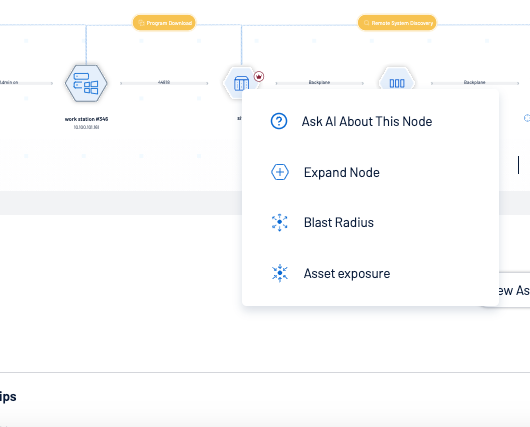 Program Download
Remote System Discovery
Admin on
44818
Backplane
Backplane
work station #346
10.100.101.161
Ask AI About This Node
Expand Node
Blast Radius
Asset exposure
ew As
ips